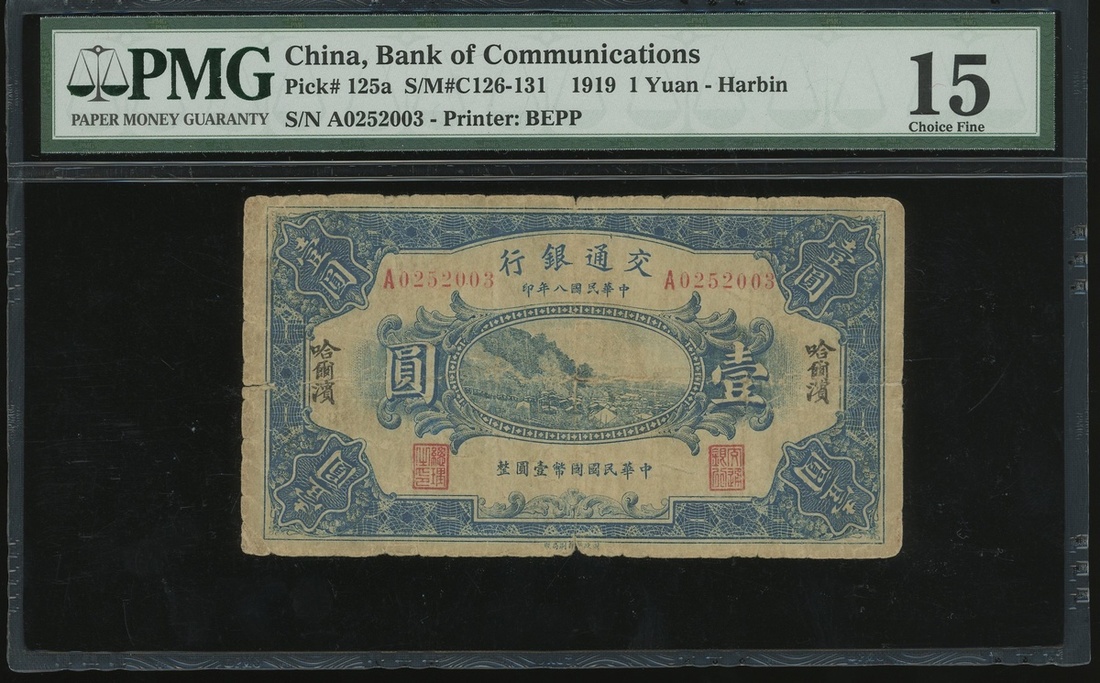 PMG
PAPER MONEY GUARANTY
China, Bank of Communications
Pick# 125a S/M#C126-131 1919 1 Yuan - Harbin
S/N A0252003 - Printer: BEPP
15
Choice Fine
行銀通交
A0252003 A0252003
印年八國民華中
壹圓
壹圓
圓 壹
哈爾濱
哈爾濱
整圓壹幣國國民華中
圓壹
圓壹